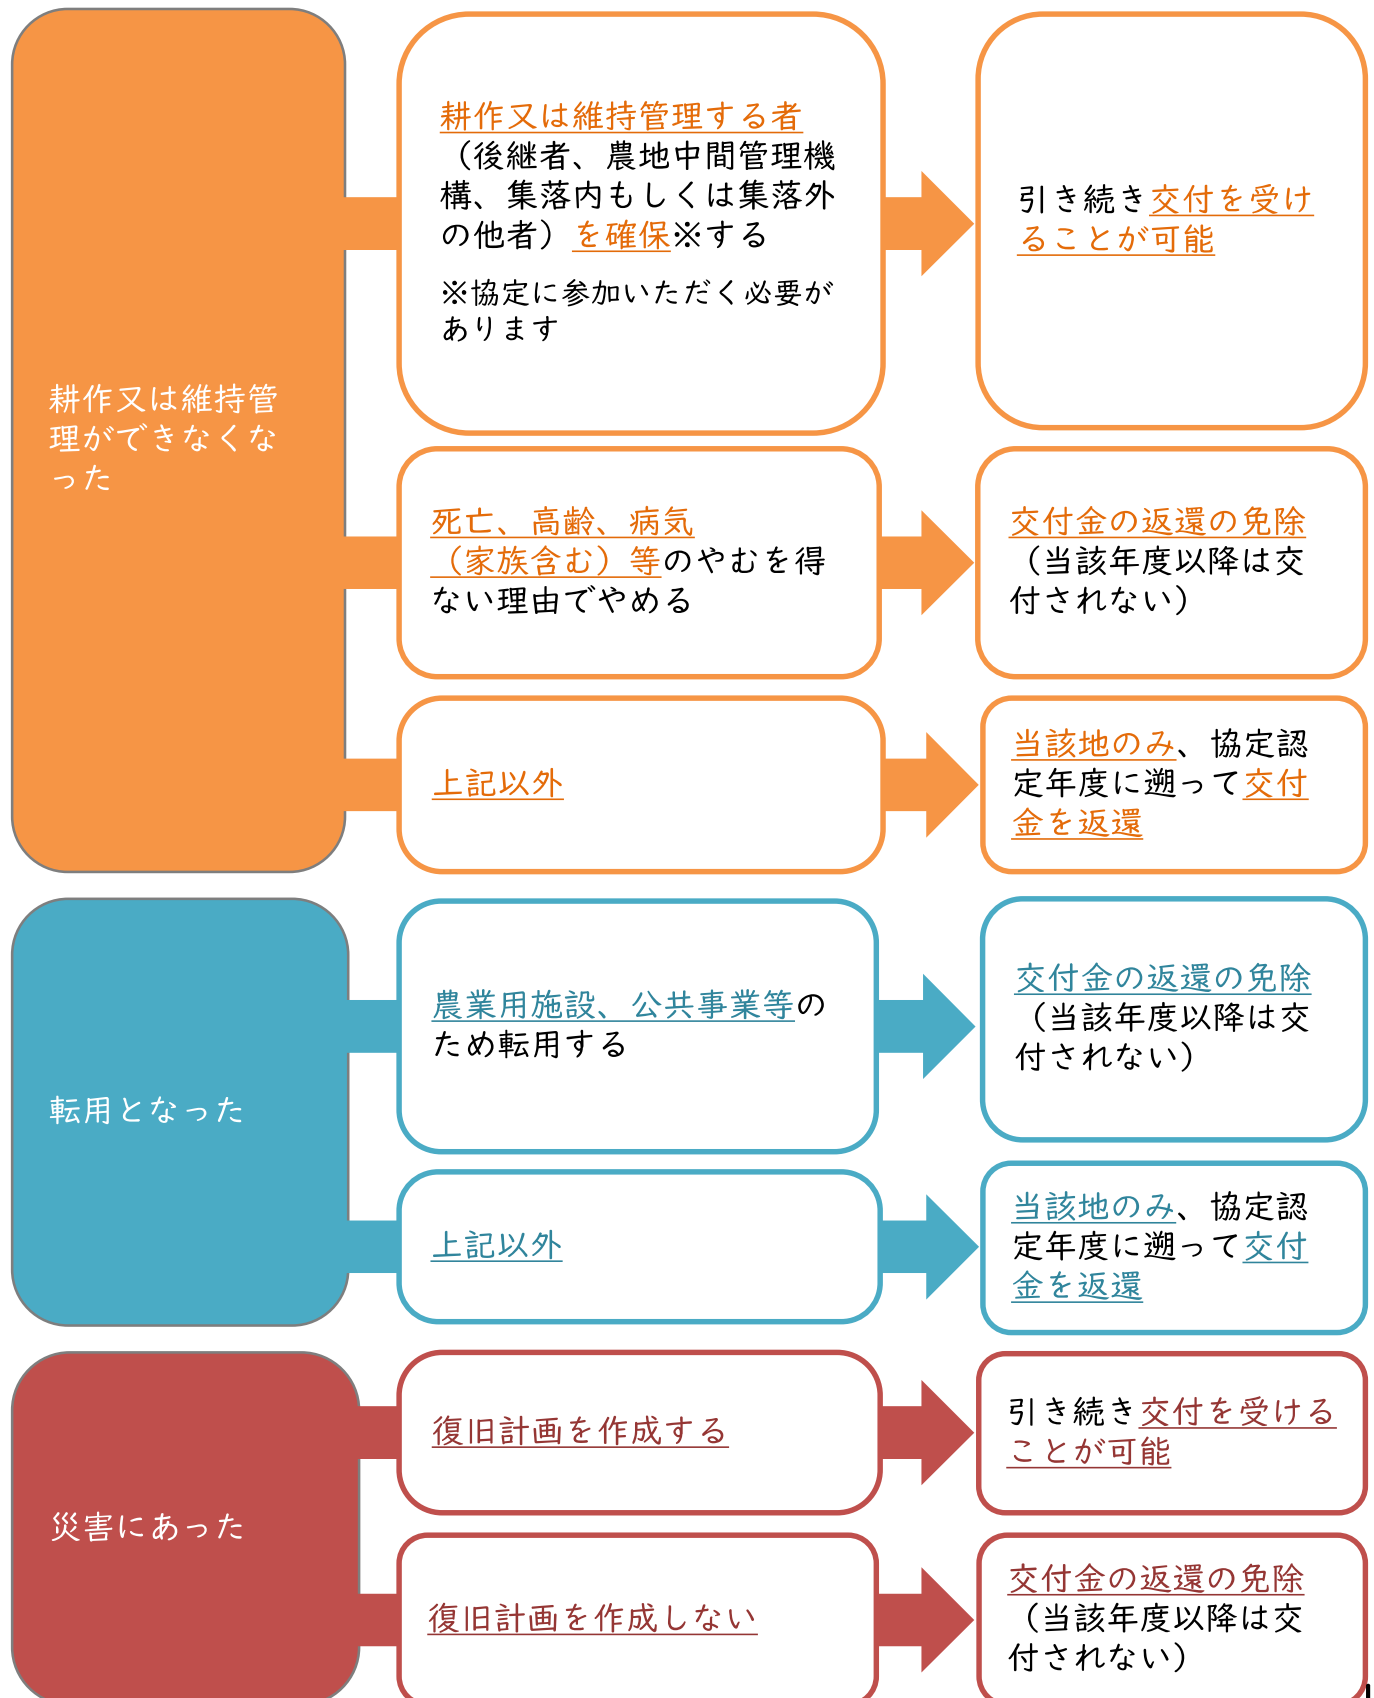 耕作又は維持管
理ができなくな
った
耕作又は維持管理する者
（後継者、農地中間管理機
構、集落内もしくは集落外
の他者）を確保※する
※協定に参加いただく必要が
あります
引き続き交付を受け
ることが可能
死亡、高齢、病気
（家族含む）等のやむを得
ない理由でやめる
交付金の返還の免除
（当該年度以降は交
付されない）
上記以外
当該地のみ、協定認
定年度に遡って交付
金を返還
転用となった
農業用施設、公共事業等の
ため転用する
交付金の返還の免除
（当該年度以降は交
付されない）
上記以外
当該地のみ、協定認
定年度に遡って交付
金を返還
災害にあった
復旧計画を作成する
引き続き交付を受ける
ことが可能
復旧計画を作成しない
交付金の返還の免除
（当該年度以降は交
付されない）